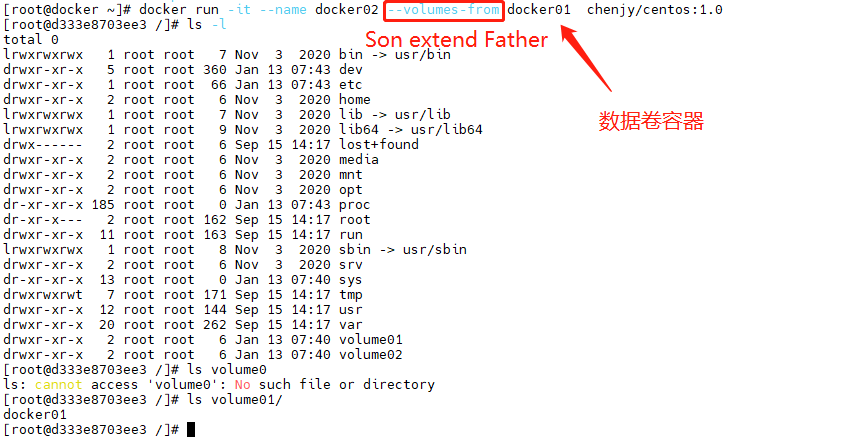 [root@docker ~]# docker run -it --name docker02 --volumes-from docker01  chenjy/centos:1.0
[root@d333e8703ee3 /]# ls -l
Son extend Father
total 0
lrwxrwxrwx   1 root root   7 Nov  3  2020 bin -> usr/bin
drwxr-xr-x   5 root root 360 Jan 13 07:43 dev
drwxr-xr-x   1 root root  66 Jan 13 07:43 etc
drwxr-xr-x   2 root root   6 Nov  3  2020 home
lrwxrwxrwx   1 root root   7 Nov  3  2020 lib -> usr/lib
lrwxrwxrwx   1 root root   9 Nov  3  2020 lib64 -> usr/lib64
数据卷容器
drwx------   2 root root   6 Sep 15 14:17 lost+found
drwxr-xr-x   2 root root   6 Nov  3  2020 media
drwxr-xr-x   2 root root   6 Nov  3  2020 mnt
drwxr-xr-x   2 root root   6 Nov  3  2020 opt
dr-xr-xr-x 185 root root   0 Jan 13 07:43 proc
dr-xr-x---   2 root root 162 Sep 15 14:17 root
drwxr-xr-x  11 root root 163 Sep 15 14:17 run
lrwxrwxrwx   1 root root   8 Nov  3  2020 sbin -> usr/sbin
drwxr-xr-x   2 root root   6 Nov  3  2020 srv
dr-xr-xr-x  13 root root   0 Jan 13 07:40 sys
drwxrwxrwt   7 root root 171 Sep 15 14:17 tmp
drwxr-xr-x  12 root root 144 Sep 15 14:17 usr
drwxr-xr-x  20 root root 262 Sep 15 14:17 var
drwxr-xr-x   2 root root   6 Jan 13 07:40 volume01
drwxr-xr-x   2 root root   6 Jan 13 07:40 volume02
[root@d333e8703ee3 /]# ls volume0
ls: cannot access 'volume0': No such file or directory
[root@d333e8703ee3 /]# ls volume01/
docker01
[root@d333e8703ee3 /]#